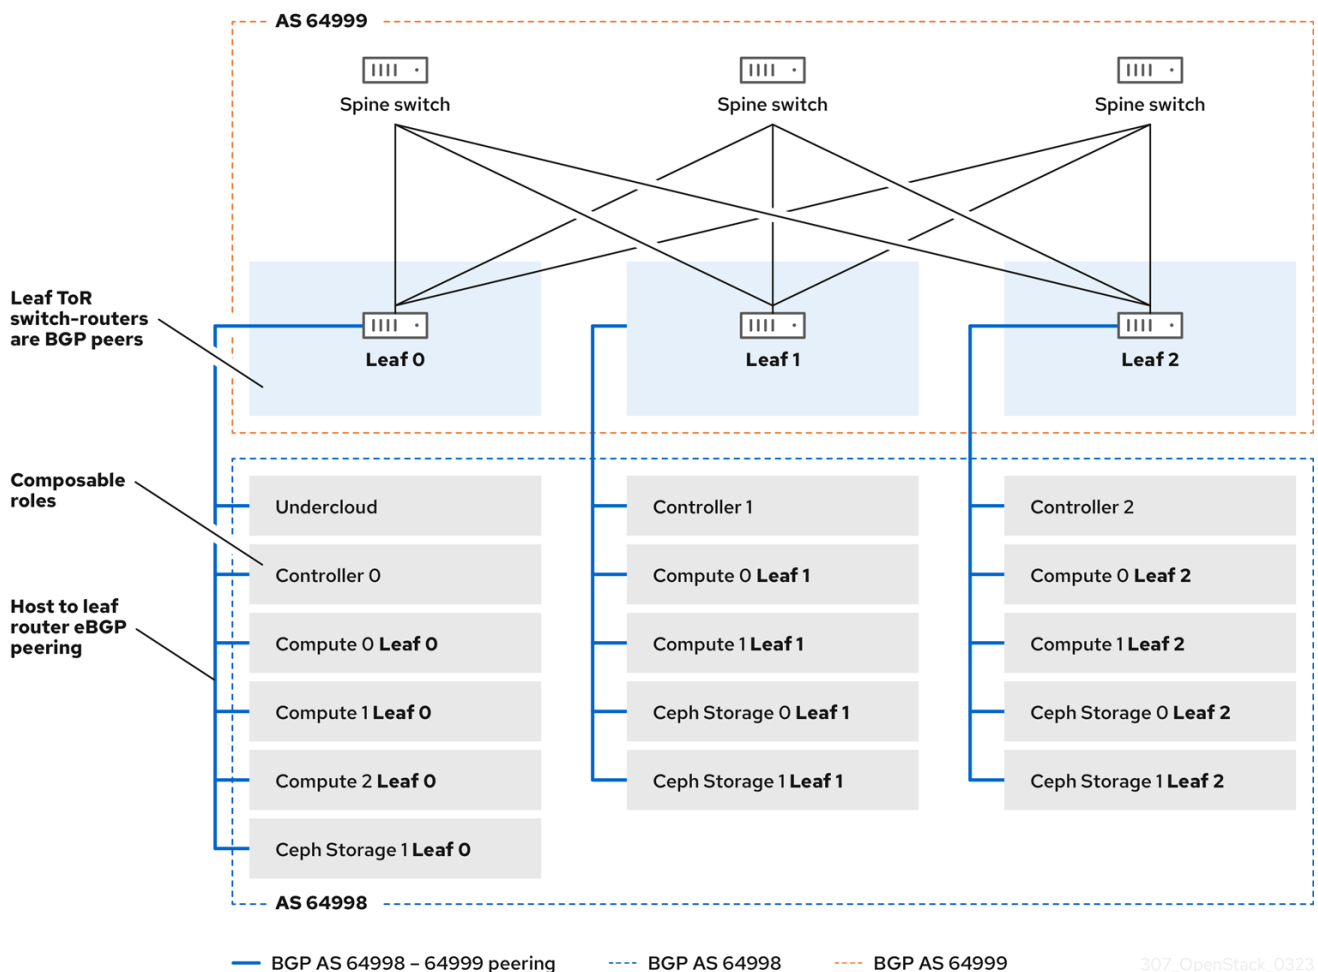 AS 64999
Spine switch
Spine switch
Spine switch
Leaf ToR
switch-routers
are BGP peers
Leaf 0
Leaf 1
Leaf 2
Composable
roles
Host to leaf
router eBGP
peering
Undercloud
Controller 0
Compute 0 Leaf 0
Compute 1 Leaf 0
Compute 2 Leaf 0
Ceph Storage 1 Leaf 0
Controller 1
Compute 0 Leaf 1
Compute 1 Leaf 1
Ceph Storage 0 Leaf 1
Ceph Storage 1 Leaf 1
Controller 2
Compute 0 Leaf 2
Compute 1 Leaf 2
Ceph Storage 0 Leaf 2
Ceph Storage 1 Leaf 2
AS 64998
BGP AS 64998 – 64999 peering
BGP AS 64998
BGP AS 64999
307_OpenStack_0323